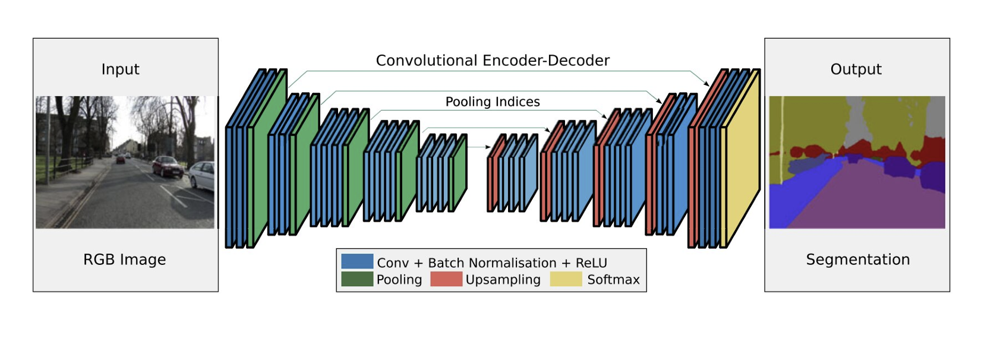 Input
RGB Image
Convolutional Encoder-Decoder
Pooling Indices
Conv + Batch Normalisation + ReLU
Pooling Upsampling Softmax
Output
Segmentation